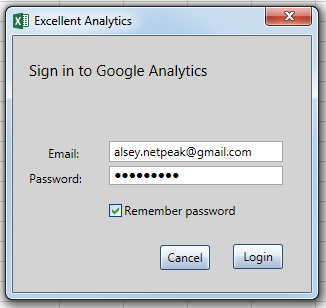 Excellent Analytics
Sign in to Google Analytics
Email: alsey.netpeak@gmail.com
Password: ●●●●●●●●●
Remember password
Cancel Login